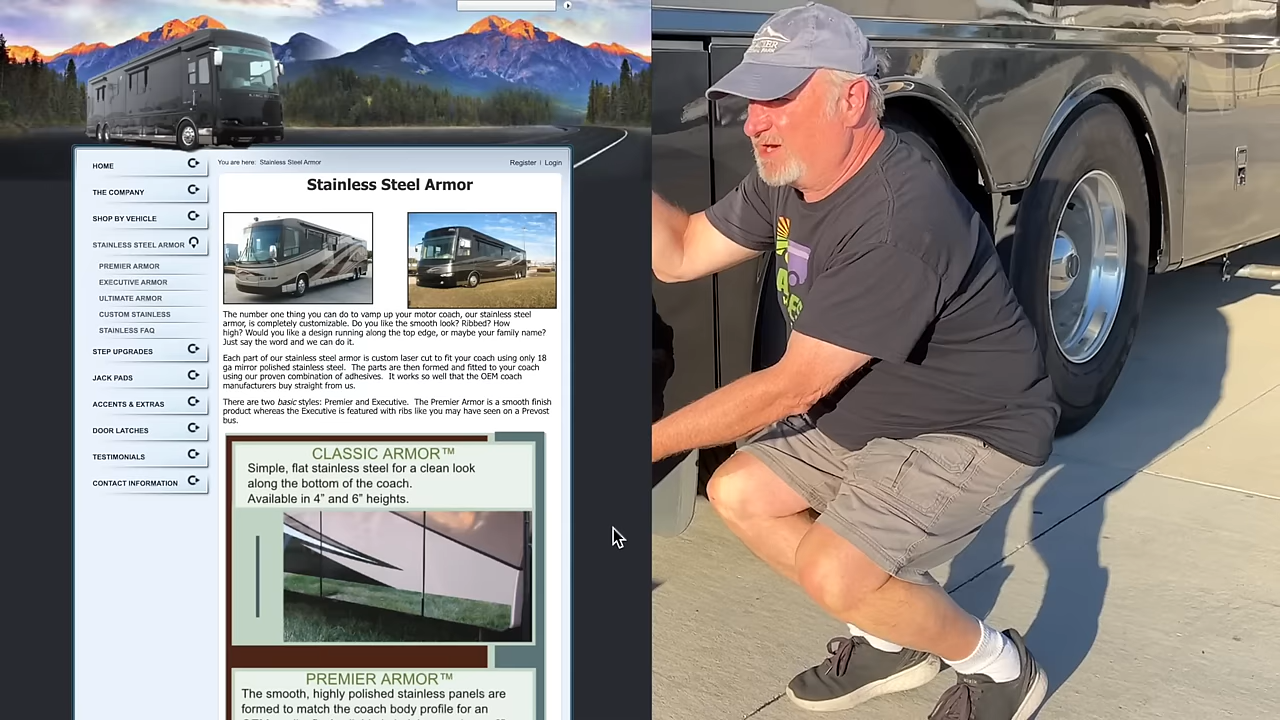 You are here: Stainless Steel Armor
Register | Login
HOME
THE COMPANY
SHOP BY VEHICLE
STAINLESS STEEL ARMOR
PREMIER ARMOR
EXECUTIVE ARMOR
ULTIMATE ARMOR
CUSTOM STAINLESS
STAINLESS FAQ
STEP UPGRADES
JACK PADS
ACCENTS & EXTRAS
DOOR LATCHES
TESTIMONIALS
CONTACT INFORMATION
Stainless Steel Armor
The number one thing you can do to vamp up your motor coach, our stainless steel
armor, is completely customizable. Do you like the smooth look? Ribbed? How
high? Would you like a design running along the top edge, or maybe your family name?
Just say the word and we can do it.
Each part of our stainless steel armor is custom laser cut to fit your coach using only 18
ga mirror polished stainless steel. The parts are then formed and fitted to your coach
using our proven combination of adhesives. It works so well that the OEM coach
manufacturers buy straight from us.
There are two basic styles: Premier and Executive. The Premier Armor is a smooth finish
product whereas the Executive is featured with ribs like you may have seen on a Prevost
bus.
CLASSIC ARMOR™
Simple, flat stainless steel for a clean look
along the bottom of the coach.
Available in 4" and 6" heights.
PREMIER ARMOR™
The smooth, highly polished stainless panels are
formed to match the coach body profile for an